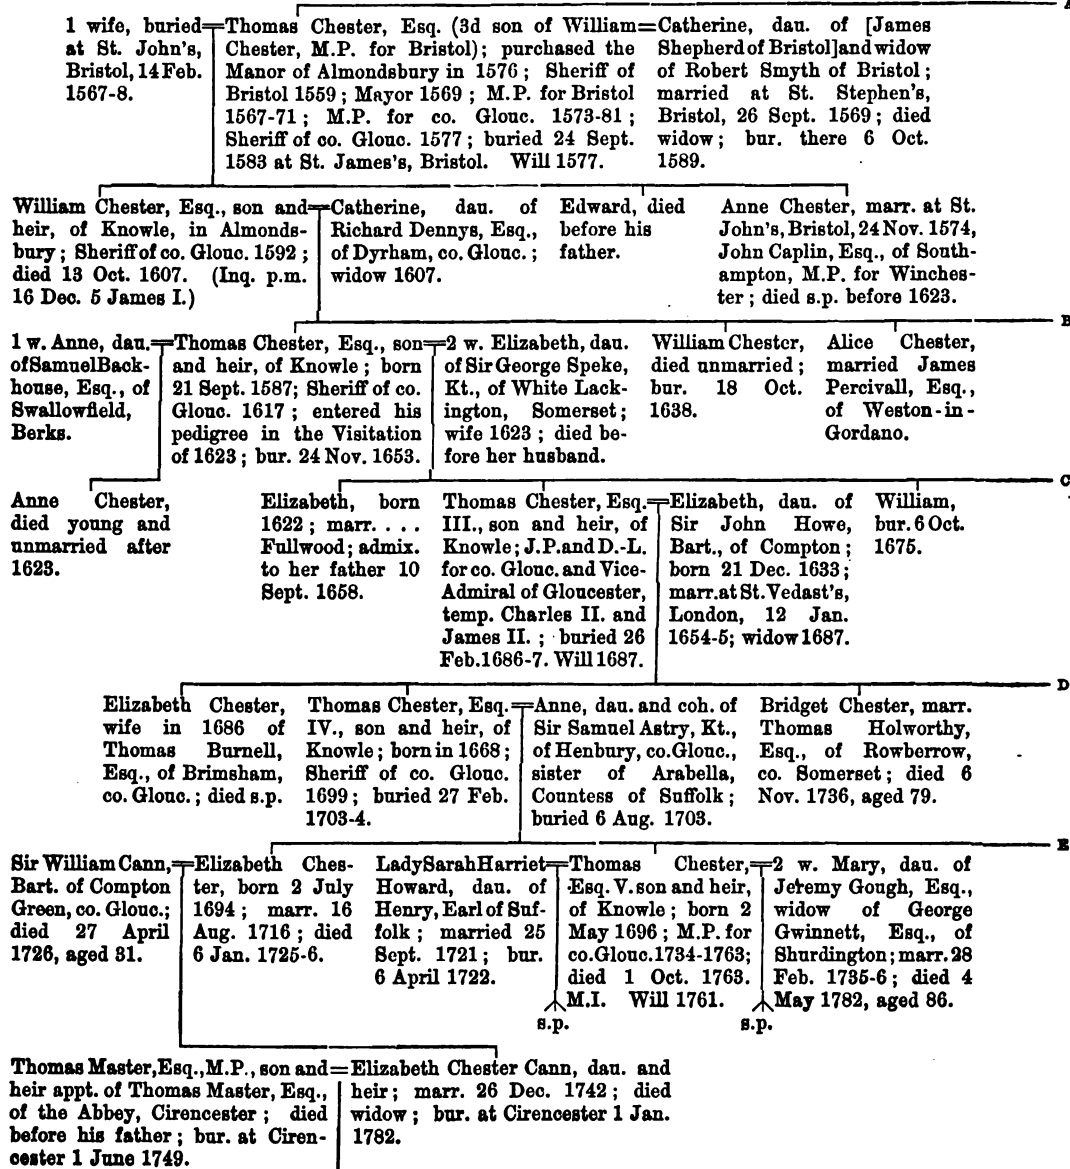 A
1 wife, buried
at St. John's,
Bristol, 14 Feb.
1567-8.
Thomas Chester, Esq. (3d son of William
Chester, M.P. for Bristol); purchased the
Manor of Almondsbury in 1576; Sheriff of
Bristol 1559; Mayor 1569; M.P. for Bristol
1567-71; M.P. for co. Glouc. 1573-81;
Sheriff of co. Glouc. 1577; buried 24 Sept.
1583 at St. James's, Bristol. Will 1577.
Catherine, dau. of [James
Shepherd of Bristol] and widow
of Robert Smyth of Bristol;
married at St. Stephen's,
Bristol, 26 Sept. 1569; died
widow; bur. there 6 Oct.
1589.
William Chester, Esq., son and
heir, of Knowle, in Almonds-
bury; Sheriff of co. Glouc. 1592;
died 13 Oct. 1607. (Inq. p.m.
16 Dec. 5 James I.)
Catherine, dau. of
Richard Dennys, Esq.,
of Dyrham, co. Glouc.;
widow 1607.
Edward, died
before his
father.
Anne Chester, marr. at St.
John's, Bristol, 24 Nov. 1574,
John Caplin, Esq., of South-
ampton, M.P. for Winches-
ter; died s.p. before 1623.
B
1 w. Anne, dau.
of Samuel Back-
house, Esq., of
Swallowfield,
Berks.
Thomas Chester, Esq., son
and heir, of Knowle; born
21 Sept. 1587; Sheriff of co.
Glouc. 1617; entered his
pedigree in the Visitation
of 1623; bur. 24 Nov. 1653.
2 w. Elizabeth, dau.
of Sir George Speke,
Kt., of White Lack-
ington, Somerset;
wife 1623; died be-
fore her husband.
William Chester,
died unmarried;
bur. 18 Oct.
1638.
Alice Chester,
married James
Percivall, Esq.,
of Weston-in-
Gordano.
C
Anne Chester,
died young and
unmarried after
1623.
Elizabeth, born
1622; marr. . . . .
Fullwood; admix.
to her father 10
Sept. 1658.
Thomas Chester, Esq.
III., son and heir, of
Knowle; J.P. and D.-L.
for co. Glouc. and Vice-
Admiral of Gloucester,
temp. Charles II. and
James II.; buried 26
Feb. 1686-7. Will 1687.
Elizabeth, dau. of
Sir John Howe,
Bart., of Compton;
born 21 Dec. 1633;
marr. at St. Vedast's,
London, 12 Jan.
1654-5; widow 1687.
William,
bur. 6 Oct.
1675.
D
Elizabeth Chester,
wife in 1686 of
Thomas Burnell,
Esq., of Brimsham,
co. Glouc.; died s.p.
Thomas Chester, Esq.
IV., son and heir, of
Knowle; born in 1668;
Sheriff of co. Glouc.
1699; buried 27 Feb.
1703-4.
Anne, dau. and coh. of
Sir Samuel Astry, Kt.,
of Henbury, co. Glouc.,
sister of Arabella,
Countess of Suffolk;
buried 6 Aug. 1703.
Bridget Chester, marr.
Thomas Holworthy,
Esq., of Rowberrow,
co. Somerset; died 6
Nov. 1736, aged 79.
E
Sir William Cann,
Bart. of Compton
Green, co. Glouc.;
died 27 April
1726, aged 31.
Elizabeth Ches-
ter, born 2 July
1694; marr. 16
Aug. 1716; died
6 Jan. 1725-6.
Lady Sarah Harriet
Howard, dau. of
Henry, Earl of Suf-
folk; married 25
Sept. 1721; bur.
6 April 1722.
Thomas Chester,
Esq. V. son and heir,
of Knowle; born 2
May 1696; M.P. for
co. Glouc. 1734-1763;
died 1 Oct. 1763.
M.I. Will 1761.
2 w. Mary, dau. of
Jeremy Gough, Esq.,
widow of George
Gwinnett, Esq., of
Shurdington; marr. 28
Feb. 1735-6; died 4
May 1782, aged 86.
s.p.
s.p.
Thomas Master, Esq., M.P., son and
heir appt. of Thomas Master, Esq.,
of the Abbey, Cirencester; died
before his father; bur. at Ciren-
cester 1 June 1749.
Elizabeth Chester Cann, dau. and
heir; marr. 26 Dec. 1742; died
widow; bur. at Cirencester 1 Jan.
1782.